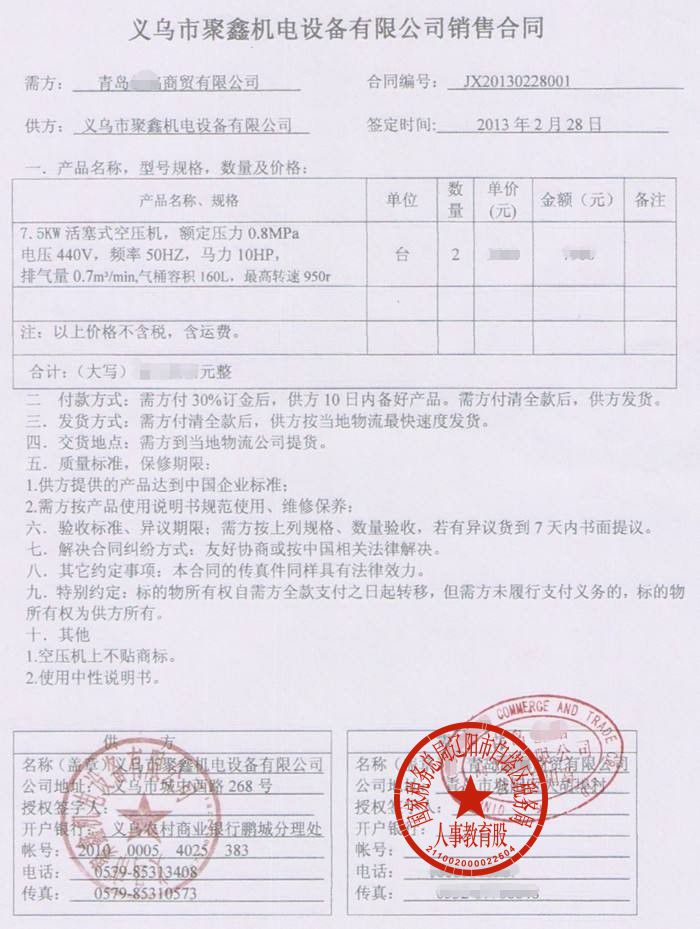 义乌市聚鑫机电设备有限公司销售合同
需方: 青岛 商贸有限公司 合同编号: JX20130228001
供方: 义乌市聚鑫机电设备有限公司 签定时间: 2013 年 2 月 28 日
一.产品名称,型号规格,数量及价格:
产品名称、规格 单位 数量 单价(元) 金额(元) 备注
7.5KW 活塞式空压机,额定压力 0.8MPa
电压 440V,频率 50HZ,马力 10HP, 台 2
排气量 0.7m³/min,气桶容积 160L,最高转速 950r
注:以上价格不含税,含运费。
合计:(大写) 元整
二 付款方式:需方付 30%订金后,供方 10 日内备好产品。需方付清全款后,供方发货。
三.发货方式:需方付清全款后,供方按当地物流最快速度发货。
四.交货地点:需方到当地物流公司提货。
五.质量标准,保修期限:
1.供方提供的产品达到中国企业标准;
2.需方按产品使用说明书规范使用、维修保养;
六.验收标准、异议期限:需方按上列规格、数量验收,若有异议货到 7 天内书面提议。
七.解决合同纠纷方式:友好协商或按中国相关法律解决。
八.其它约定事项:本合同的传真件同样具有法律效力。
九.特别约定:标的物所有权自需方全款支付之日起转移,但需方未履行支付义务的,标的物
所有权为供方所有。
十.其他
1.空压机上不贴商标。
2.使用中性说明书。
供 方
名称(盖章)义乌市聚鑫机电设备有限公司
公司地址: 义乌市城中西路 268 号
授权签字人:
开户银行: 义乌农村商业银行鹏城分理处
帐号: 2010 0005 4025 383
电话: 0579-85313408
传真: 0579-85310573
COMMERCE AND TRADE CO
名称 青岛 商贸有限公司
公司地址
授权签字
开户银行
帐号:
电话:
传真:
国家税务总局辽阳市白塔区税务局
人事教育股
211002000022604